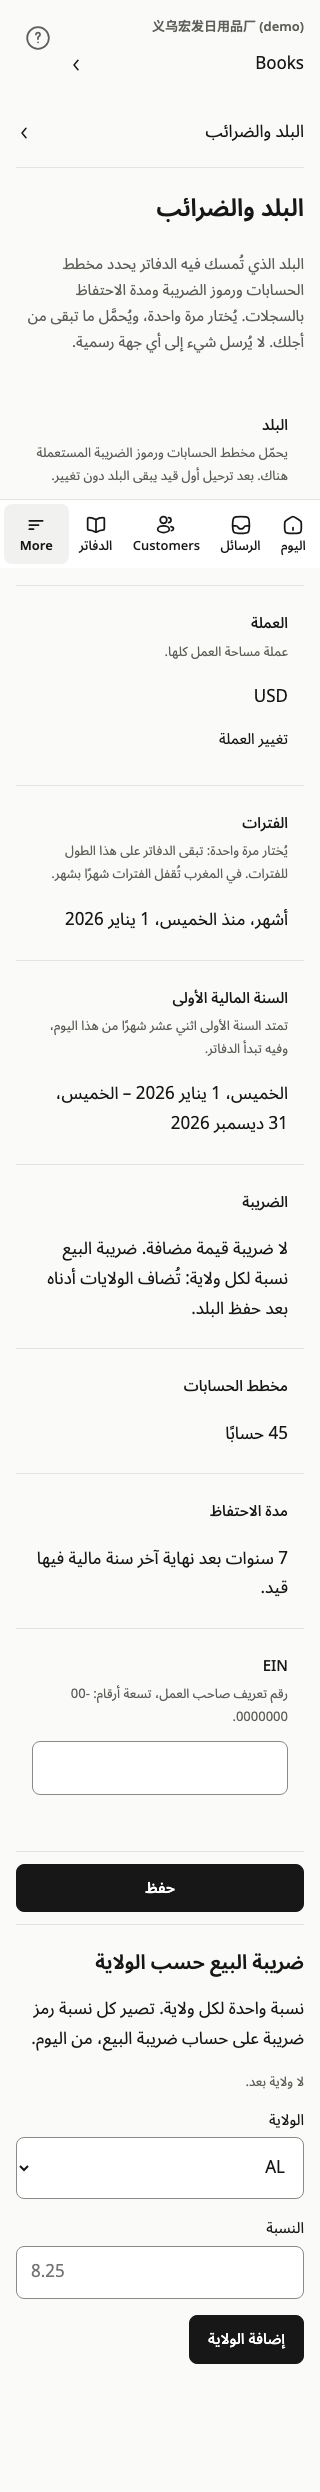 义乌宏发日用品厂 (demo)
Books
البلد والضرائب
البلد والضرائب
البلد الذي تُمسك فيه الدفاتر يحدد مخطط
الحسابات ورموز الضريبة ومدة الاحتفاظ
بالسجلات. يُختار مرة واحدة، ويُحمَّل ما تبقى من
أجلك. لا يُرسل شيء إلى أي جهة رسمية.
البلد
يحمّل مخطط الحسابات ورموز الضريبة المستعملة
هناك. بعد ترحيل أول قيد يبقى البلد دون تغيير.
اليوم
الرسائل
Customers
الدفاتر
More
العملة
عملة مساحة العمل كلها.
USD
تغيير العملة
الفترات
يُختار مرة واحدة: تبقى الدفاتر على هذا الطول
للفترات. في المغرب تُقفل الفترات شهرًا بشهر.
أشهر، منذ الخميس، 1 يناير 2026
السنة المالية الأولى
تمتد السنة الأولى اثني عشر شهرًا من هذا اليوم،
وفيه تبدأ الدفاتر.
الخميس، 1 يناير 2026 – الخميس،
31 ديسمبر 2026
الضريبة
لا ضريبة قيمة مضافة. ضريبة البيع
نسبة لكل ولاية: تُضاف الولايات أدناه
بعد حفظ البلد.
مخطط الحسابات
45 حسابًا
مدة الاحتفاظ
7 سنوات بعد نهاية آخر سنة مالية فيها
قيد.
EIN
رقم تعريف صاحب العمل، تسعة أرقام: 00-
0000000.
حفظ
ضريبة البيع حسب الولاية
نسبة واحدة لكل ولاية. تصير كل نسبة رمز
ضريبة على حساب ضريبة البيع، من اليوم.
لا ولاية بعد.
الولاية
AL
النسبة
8.25
إضافة الولاية